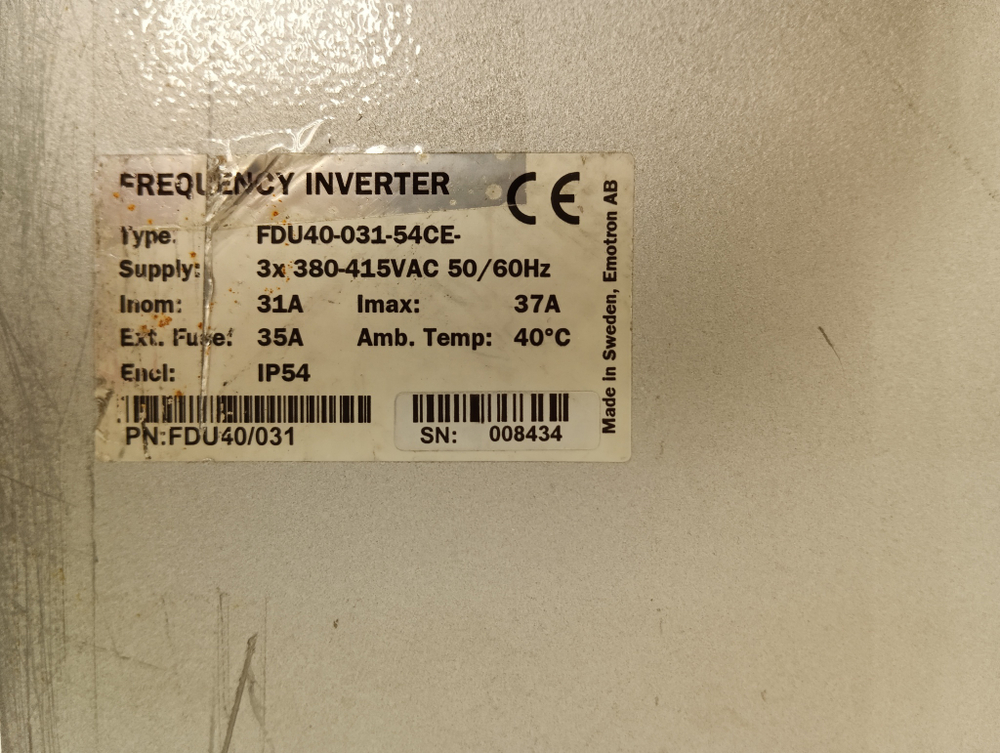 FREQUENCY INVERTER
CE
Type: FDU40-031-54CE-
Supply: 3x 380-415VAC 50/60Hz
Inom: 31A Imax: 37A
Ext. Fuse: 35A Amb. Temp: 40°C
Encl: IP54
PN:FDU40/031
SN: 008434
Made in Sweden, Emotron AB